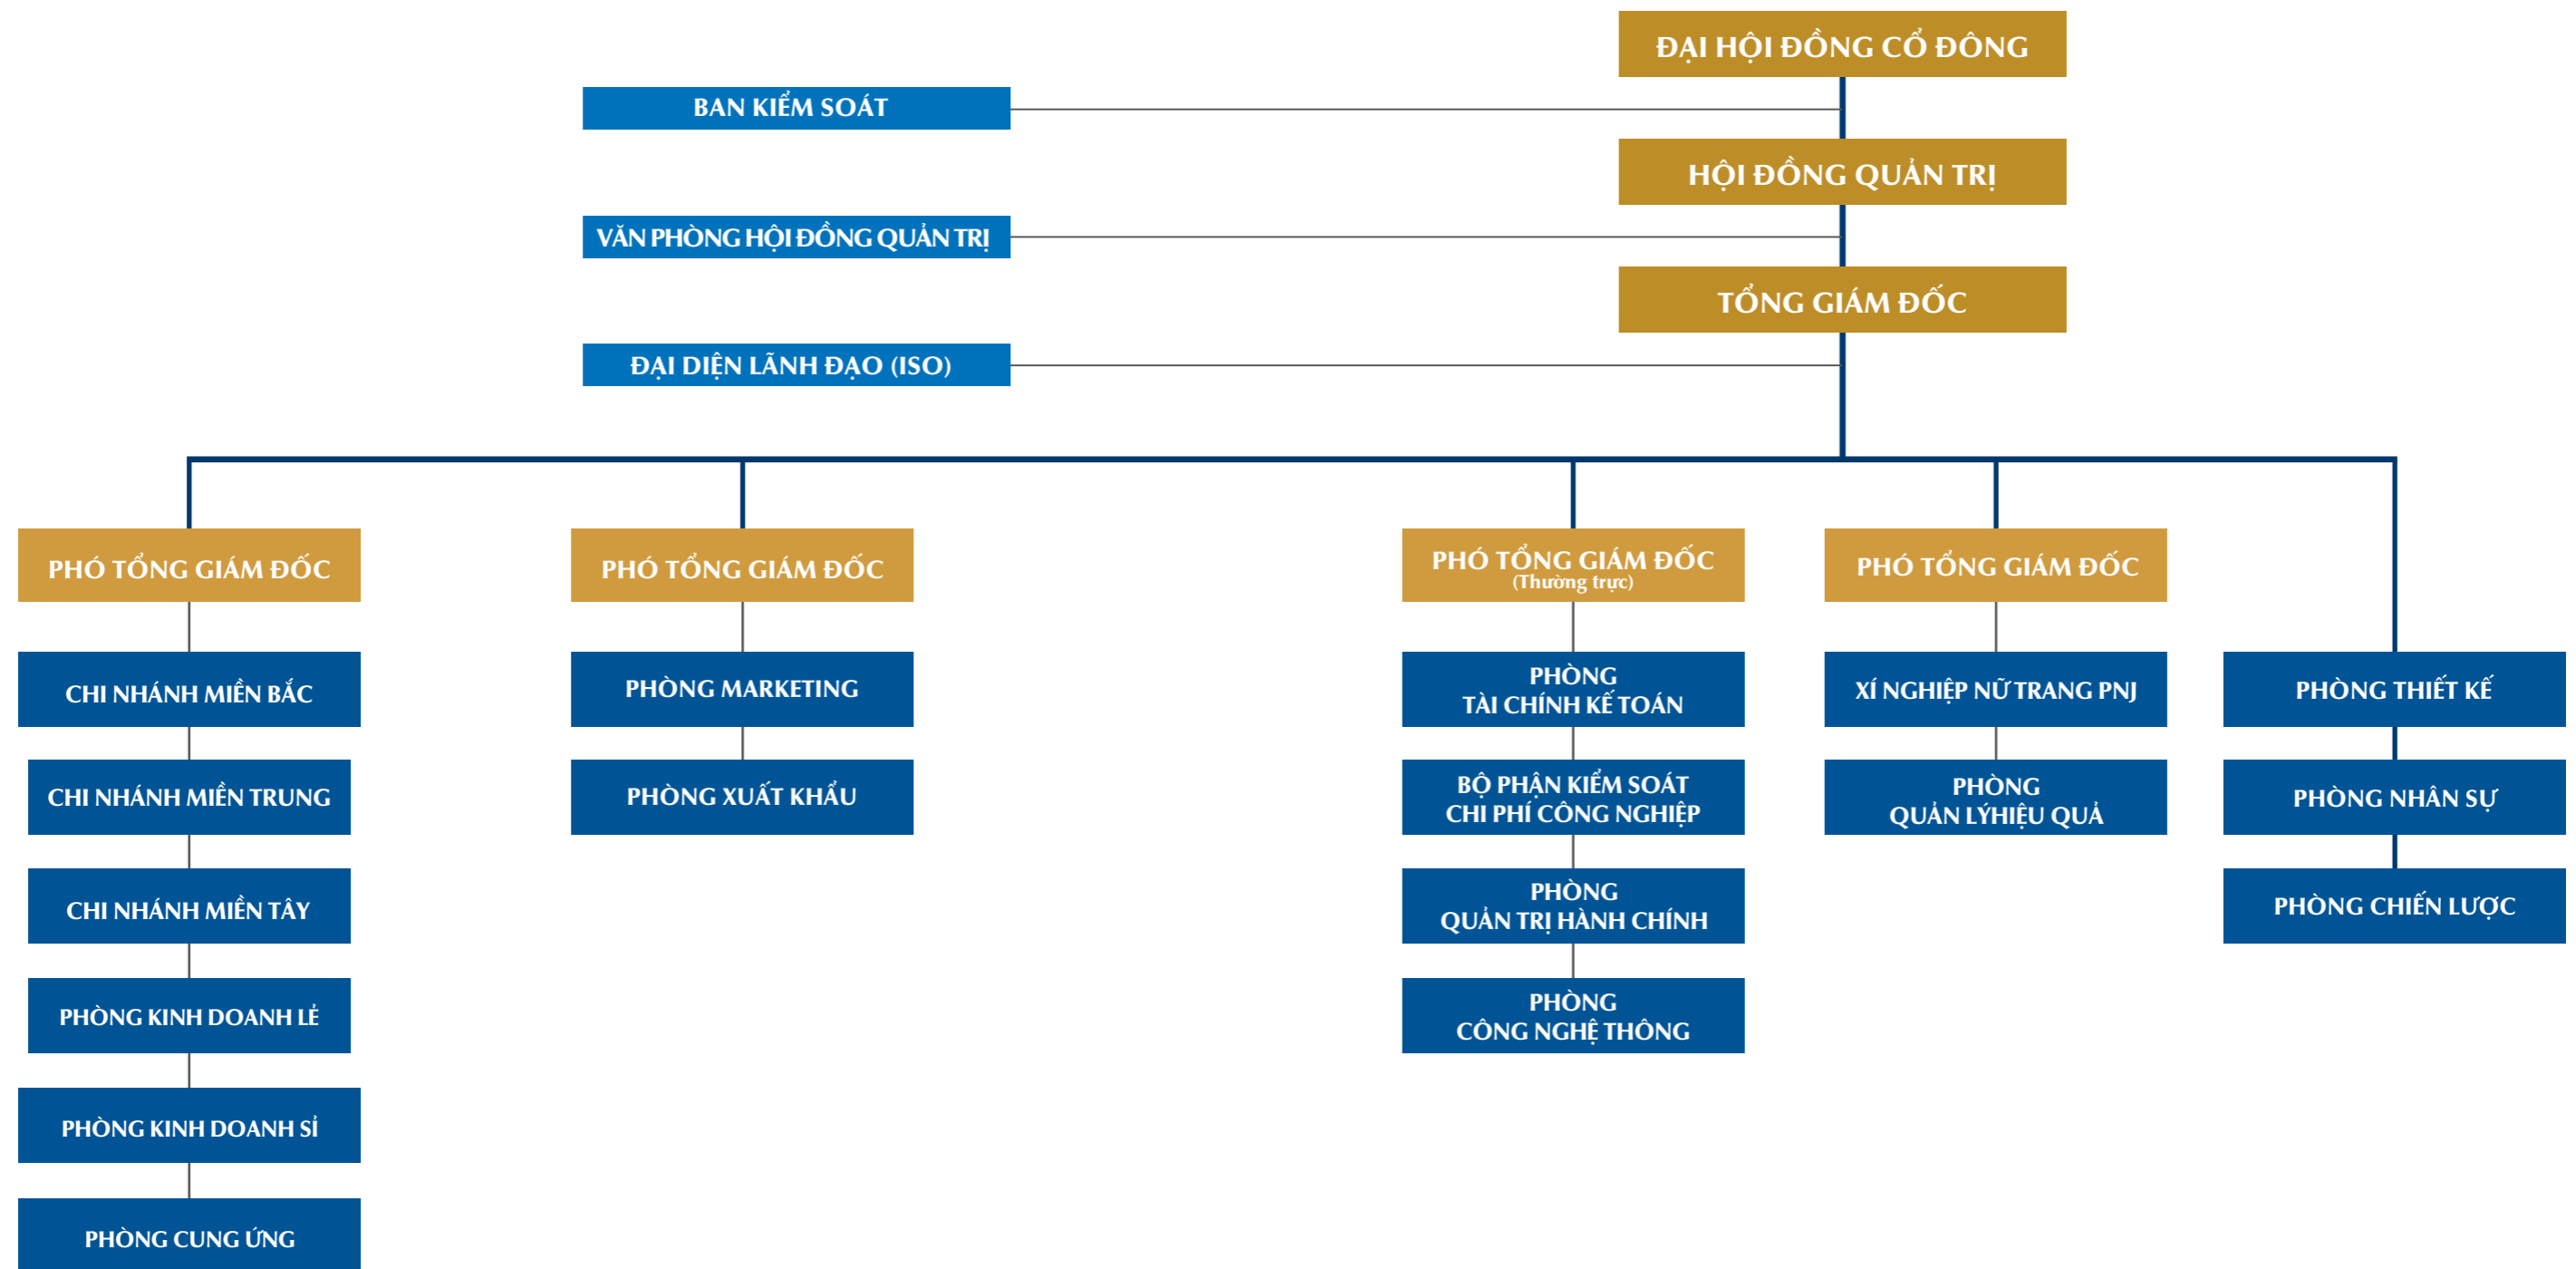 ĐẠI HỘI ĐỒNG CỔ ĐÔNG
BAN KIỂM SOÁT
HỘI ĐỒNG QUẢN TRỊ
VĂN PHÒNG HỘI ĐỒNG QUẢN TRỊ
TỔNG GIÁM ĐỐC
ĐẠI DIỆN LÃNH ĐẠO (ISO)
PHÓ TỔNG GIÁM ĐỐC
CHI NHÁNH MIỀN BẮC
CHI NHÁNH MIỀN TRUNG
CHI NHÁNH MIỀN TÂY
PHÒNG KINH DOANH LẺ
PHÒNG KINH DOANH SỈ
PHÒNG CUNG ỨNG
PHÓ TỔNG GIÁM ĐỐC
PHÒNG MARKETING
PHÒNG XUẤT KHẨU
PHÓ TỔNG GIÁM ĐỐC
(Thường trực)
PHÒNG
TÀI CHÍNH KẾ TOÁN
BỘ PHẬN KIỂM SOÁT
CHI PHÍ CÔNG NGHIỆP
PHÒNG
QUẢN TRỊ HÀNH CHÍNH
PHÒNG
CÔNG NGHỆ THÔNG
PHÓ TỔNG GIÁM ĐỐC
XÍ NGHIỆP NỮ TRANG PNJ
PHÒNG
QUẢN LÝHIỆU QUẢ
PHÒNG THIẾT KẾ
PHÒNG NHÂN SỰ
PHÒNG CHIẾN LƯỢC